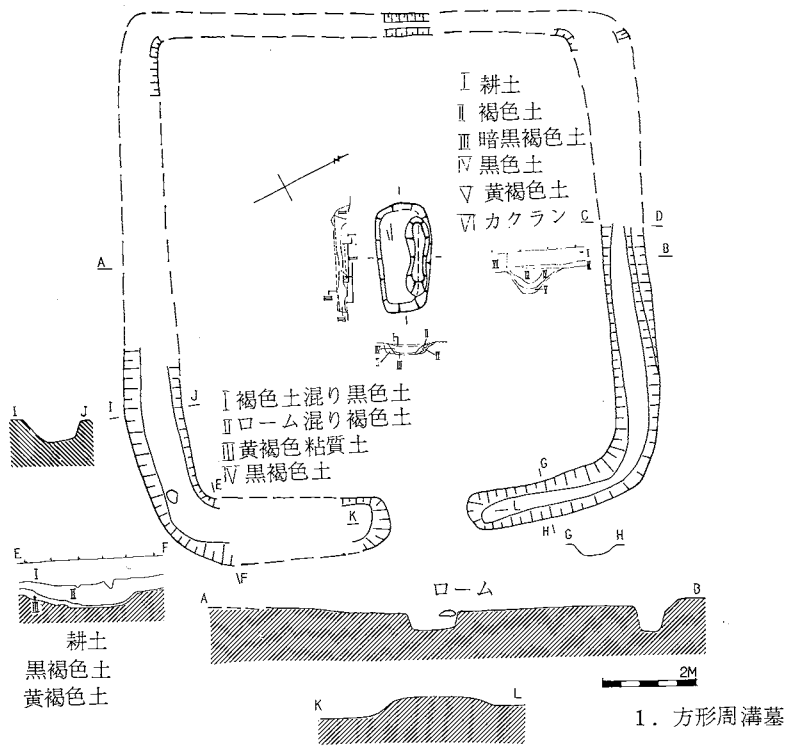 I 耕土
II 褐色土
III 暗黒褐色土
IV 黒色土
V 黄褐色土
VI カクラン
C D
A
B
I 褐色土混り黒色土
II ローム混り褐色土
III 黄褐色粘質土
IV 黒褐色土
I J
I J
E
F
K
G
L
H
G H
E F
I
II
III
耕土
黒褐色土
黄褐色土
A ローム B
2M
K L
1. 方形周溝墓